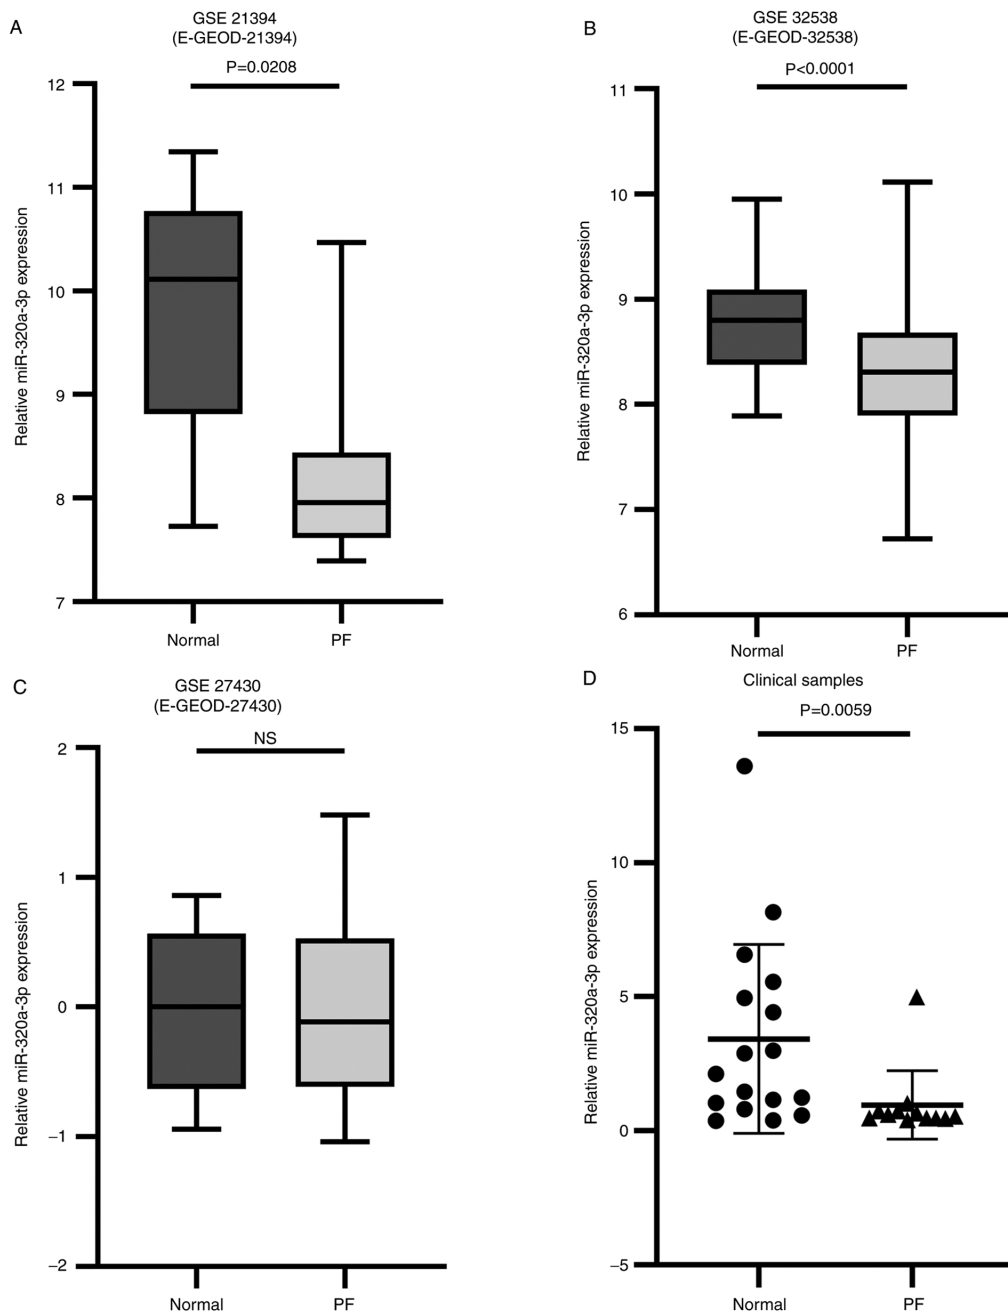 A
GSE 21394
(E-GEOD-21394)
P=0.0208
12
11
10
9
8
7
Relative miR-320a-3p expression
Normal
PF
B
GSE 32538
(E-GEOD-32538)
P<0.0001
11
10
9
8
7
6
Relative miR-320a-3p expression
Normal
PF
C
GSE 27430
(E-GEOD-27430)
NS
2
1
0
−1
−2
Relative miR-320a-3p expression
Normal
PF
D
Clinical samples
P=0.0059
15
10
5
0
−5
Relative miR-320a-3p expression
Normal
PF